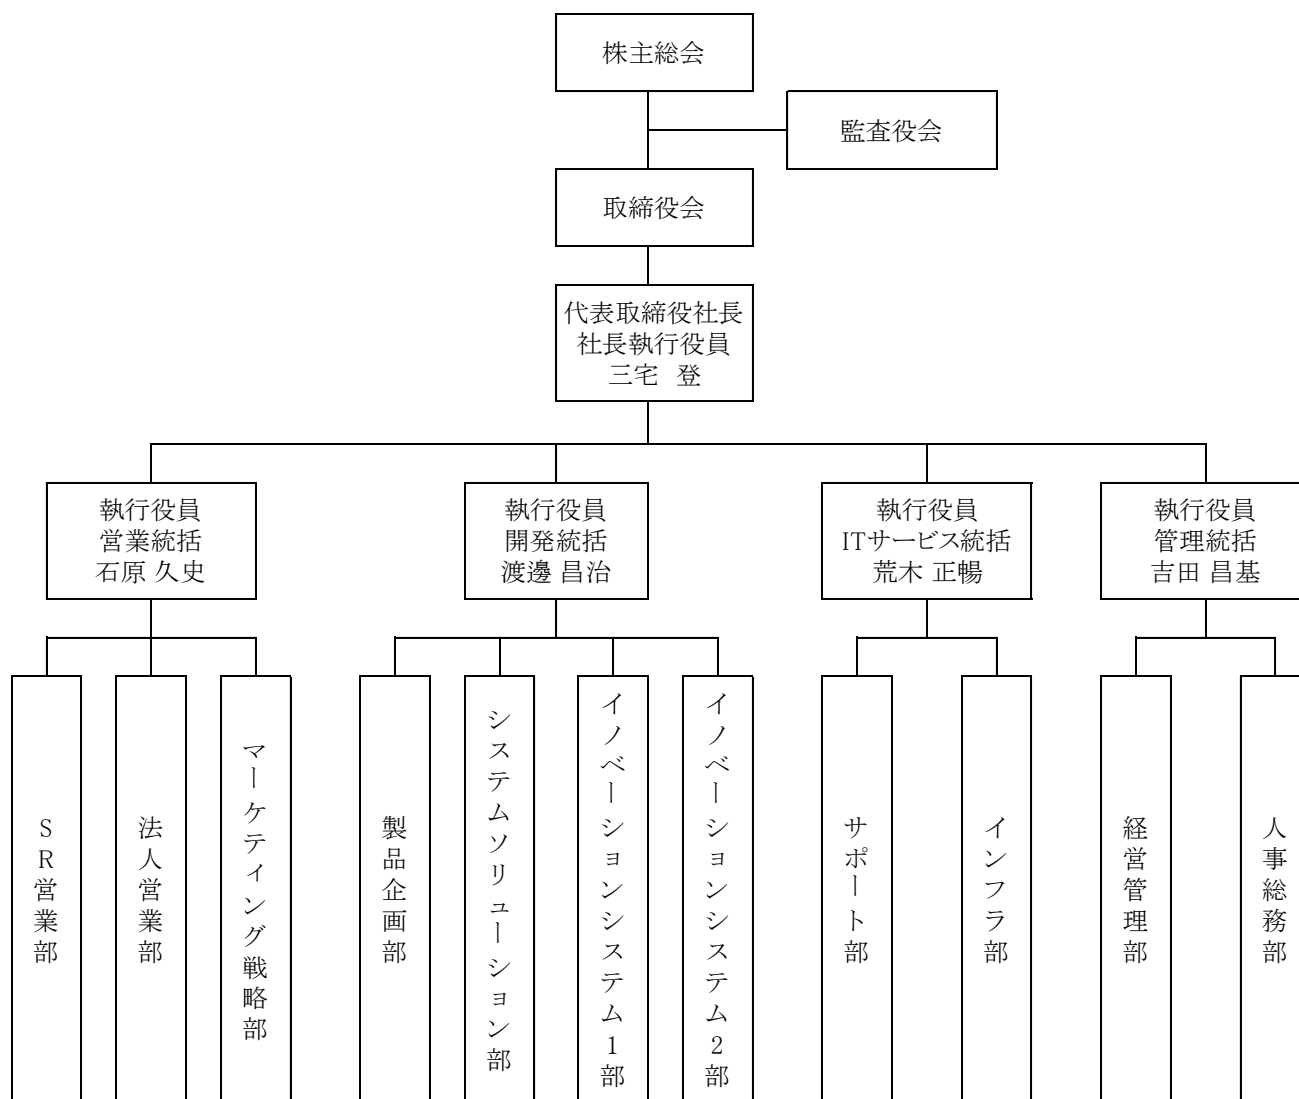 株主総会
監査役会
取締役会
代表取締役社長
社長執行役員
三宅 登
執行役員
営業統括
石原 久史
執行役員
開発統括
渡邊 昌治
執行役員
ITサービス統括
荒木 正暢
執行役員
管理統括
吉田 昌基
SR営業部
法人営業部
マーケティング戦略部
製品企画部
システムソリューション部
イノベーションシステム1部
イノベーションシステム2部
サポート部
インフラ部
経営管理部
人事総務部